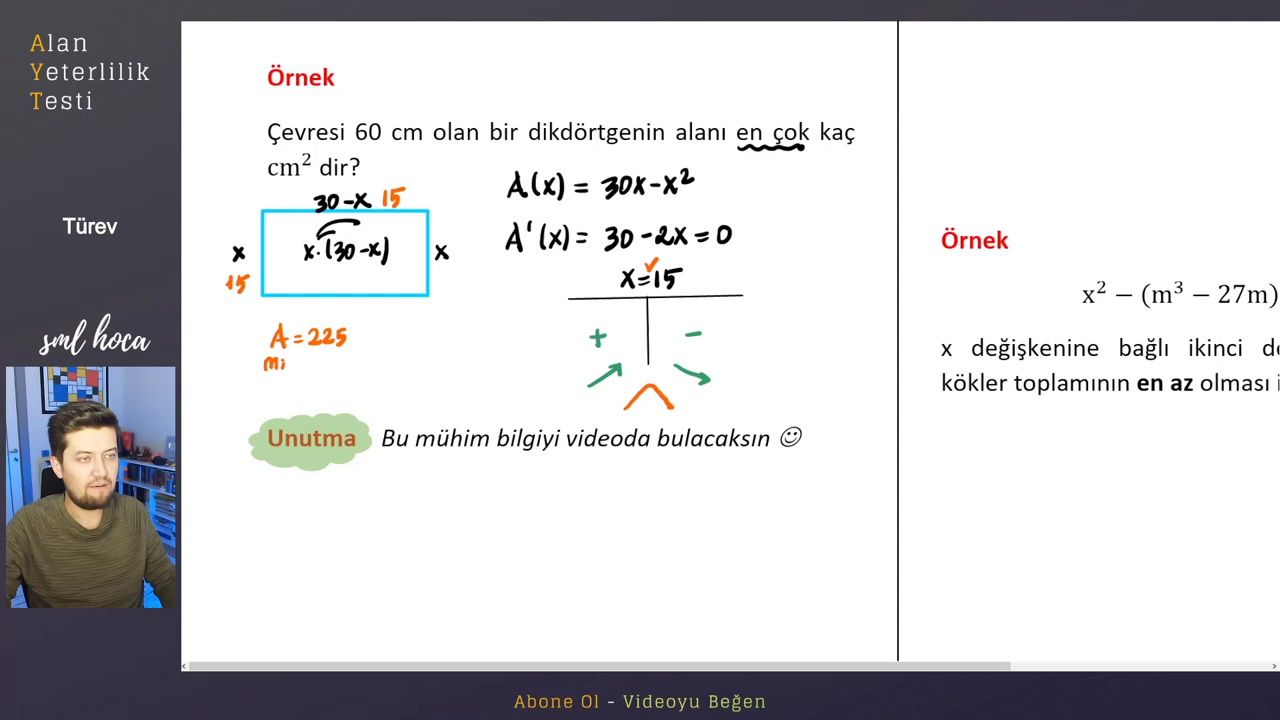 Alan
Yeterlilik
Testi
Türev
sml hoca
Örnek
Çevresi 60 cm olan bir dikdörtgenin alanı en çok kaç
cm² dir?
30-x 15
x
x·(30-x)
x
15
A = 225
mi
A(x) = 30x-x²
A'(x) = 30-2x=0
x=15
+
-
Unutma Bu mühim bilgiyi videoda bulacaksın ☺
Örnek
x² − (m³ − 27m)
x değişkenine bağlı ikinci de
kökler toplamının en az olması i
Abone Ol - Videoyu Beğen